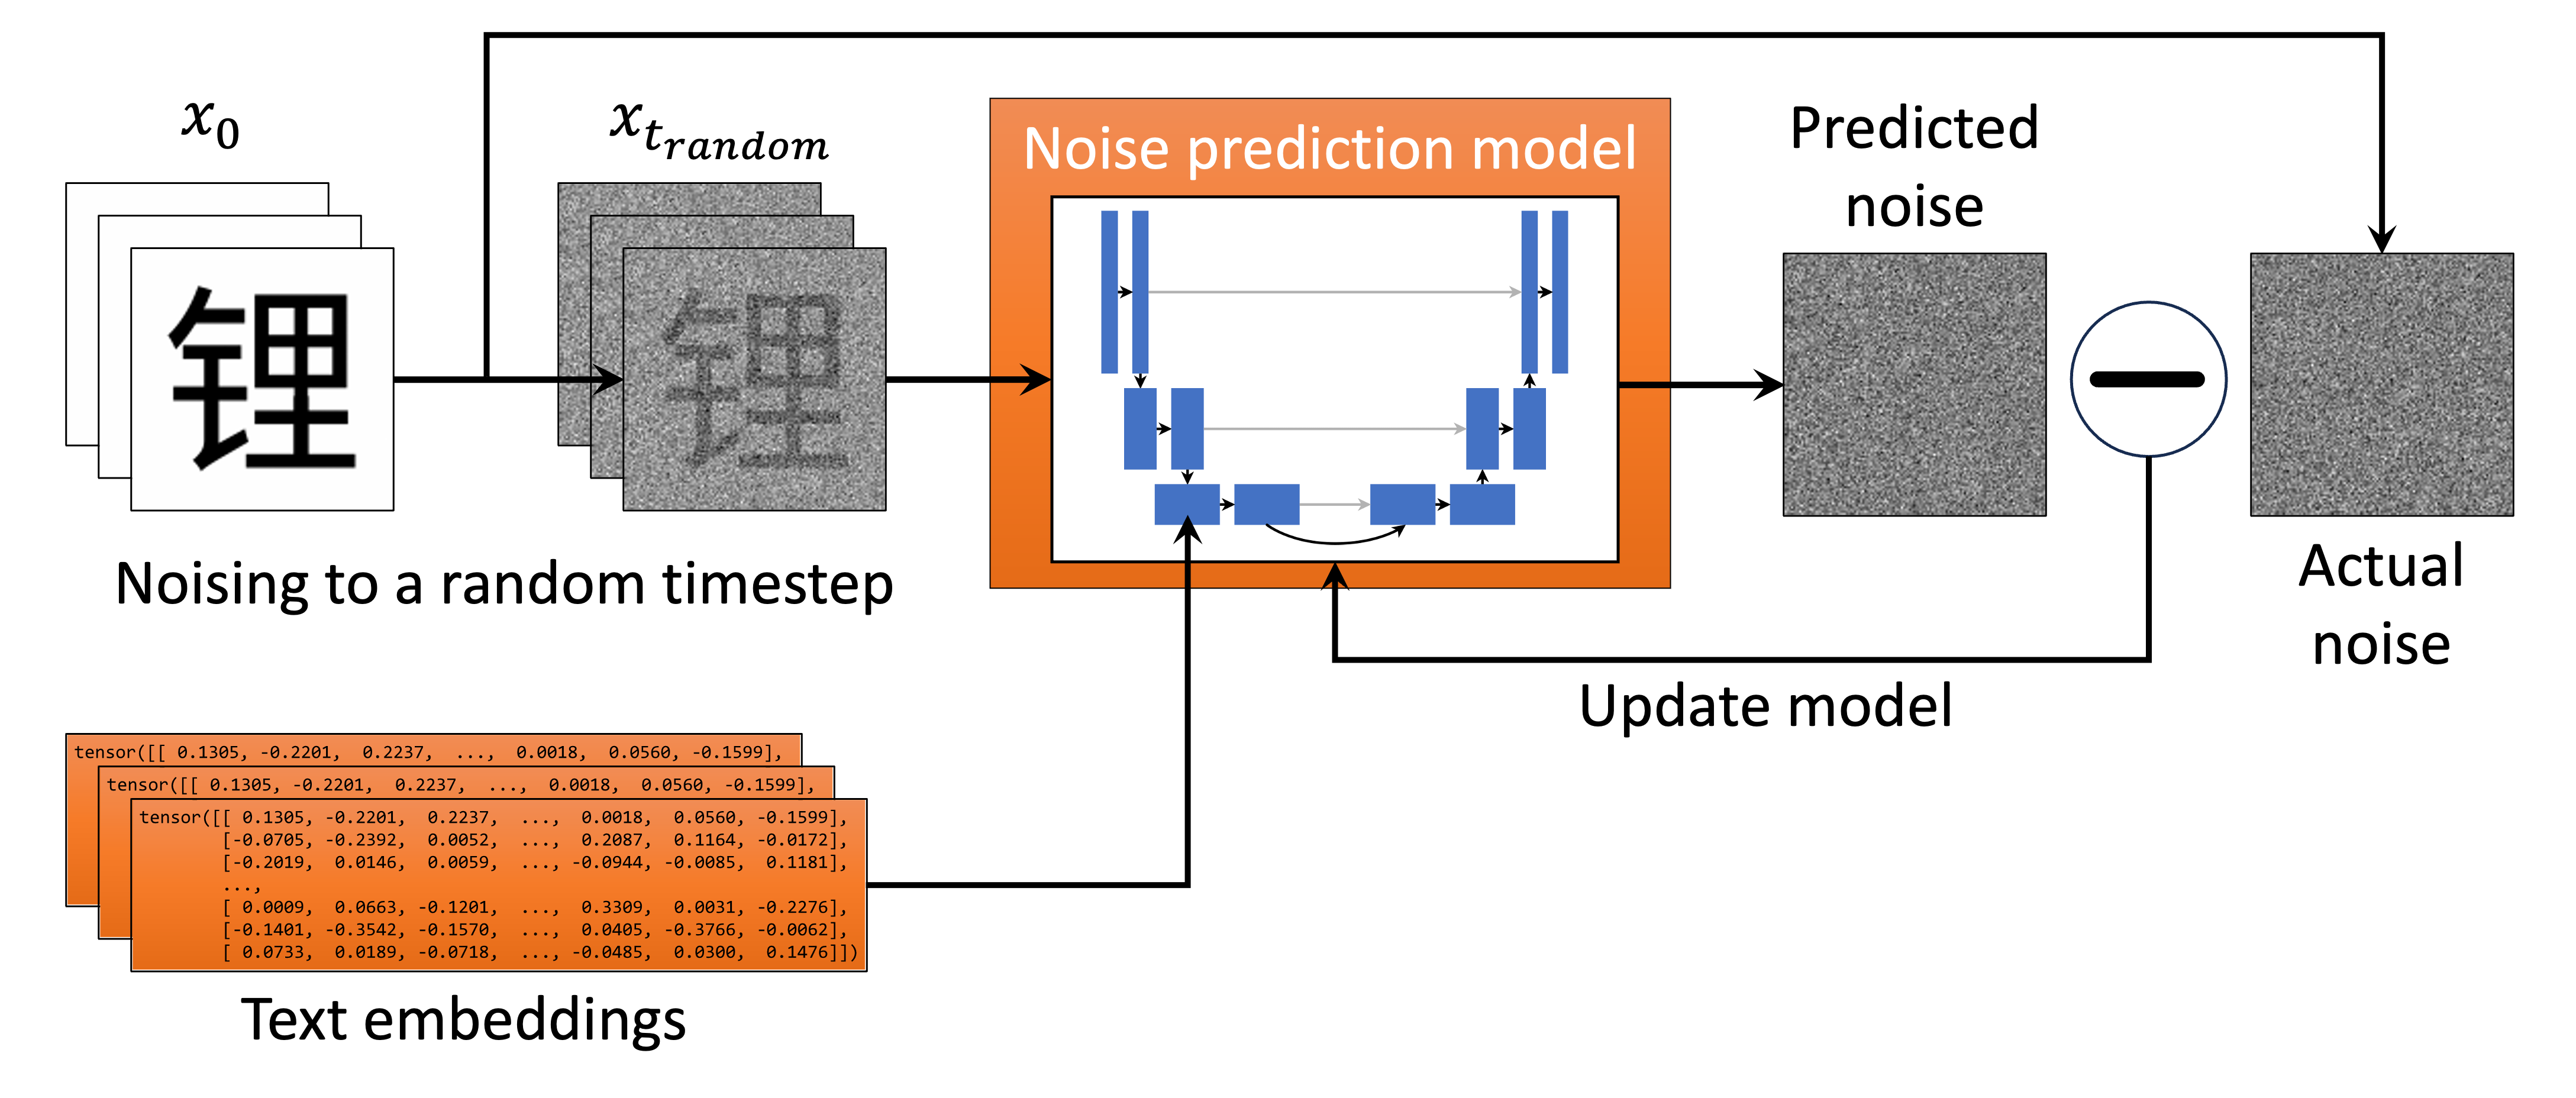 x0
xtrandom
Noise prediction model
Predicted
noise
锂
锂
Noising to a random timestep
Actual
noise
Update model
tensor([[ 0.1305, -0.2201,  0.2237,  ...,  0.0018,  0.0560, -0.1599],
tensor([[ 0.1305, -0.2201,  0.2237,  ...,  0.0018,  0.0560, -0.1599],
tensor([[ 0.1305, -0.2201,  0.2237,  ...,  0.0018,  0.0560, -0.1599],
[-0.0705, -0.2392,  0.0052,  ...,  0.2087,  0.1164, -0.0172],
[-0.2019,  0.0146,  0.0059,  ..., -0.0944, -0.0085,  0.1181],
...,
[ 0.0009,  0.0663, -0.1201,  ...,  0.3309,  0.0031, -0.2276],
[-0.1401, -0.3542, -0.1570,  ...,  0.0405, -0.3766, -0.0062],
[ 0.0733,  0.0189, -0.0718,  ..., -0.0485,  0.0300,  0.1476]])
Text embeddings